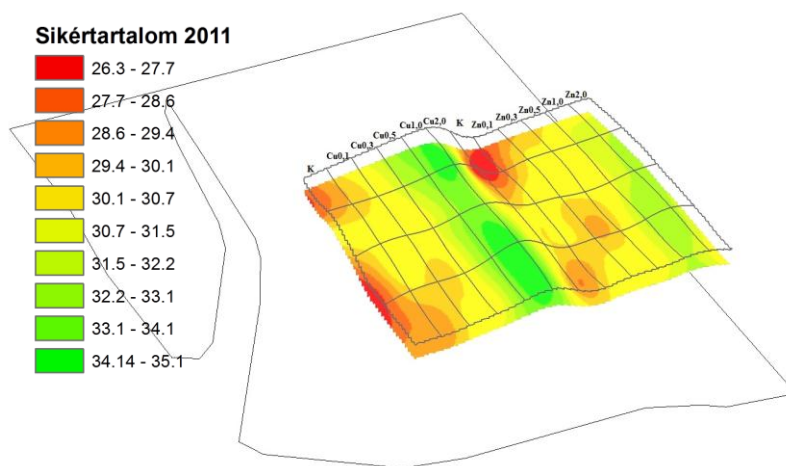 Sikértartalom 2011
26.3 - 27.7
27.7 - 28.6
28.6 - 29.4
29.4 - 30.1
30.1 - 30.7
30.7 - 31.5
31.5 - 32.2
32.2 - 33.1
33.1 - 34.1
34.14 - 35.1
K
Cu0,1
Cu0,3
Cu0,5
Cu1,0
Cu2,0
K
Zn0,1
Zn0,3
Zn0,5
Zn1,0
Zn2,0